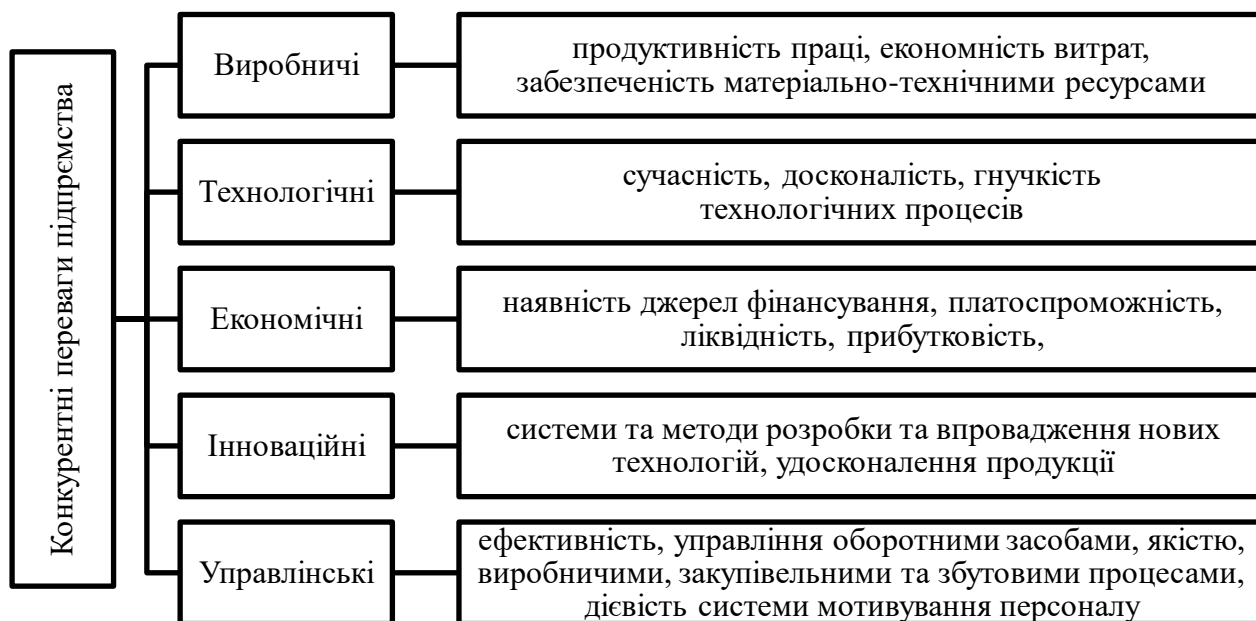 Конкурентні переваги підпрємства
Виробничі
продуктивність праці, економність витрат,
забезпеченість матеріально-технічними ресурсами
Технологічні
сучасність, досконалість, гнучкість
технологічних процесів
Економічні
наявність джерел фінансування, платоспроможність,
ліквідність, прибутковість,
Інноваційні
системи та методи розробки та впровадження нових
технологій, удосконалення продукції
Управлінські
ефективність, управління оборотними засобами, якістю,
виробничими, закупівельними та збутовими процесами,
дієвість системи мотивування персоналу